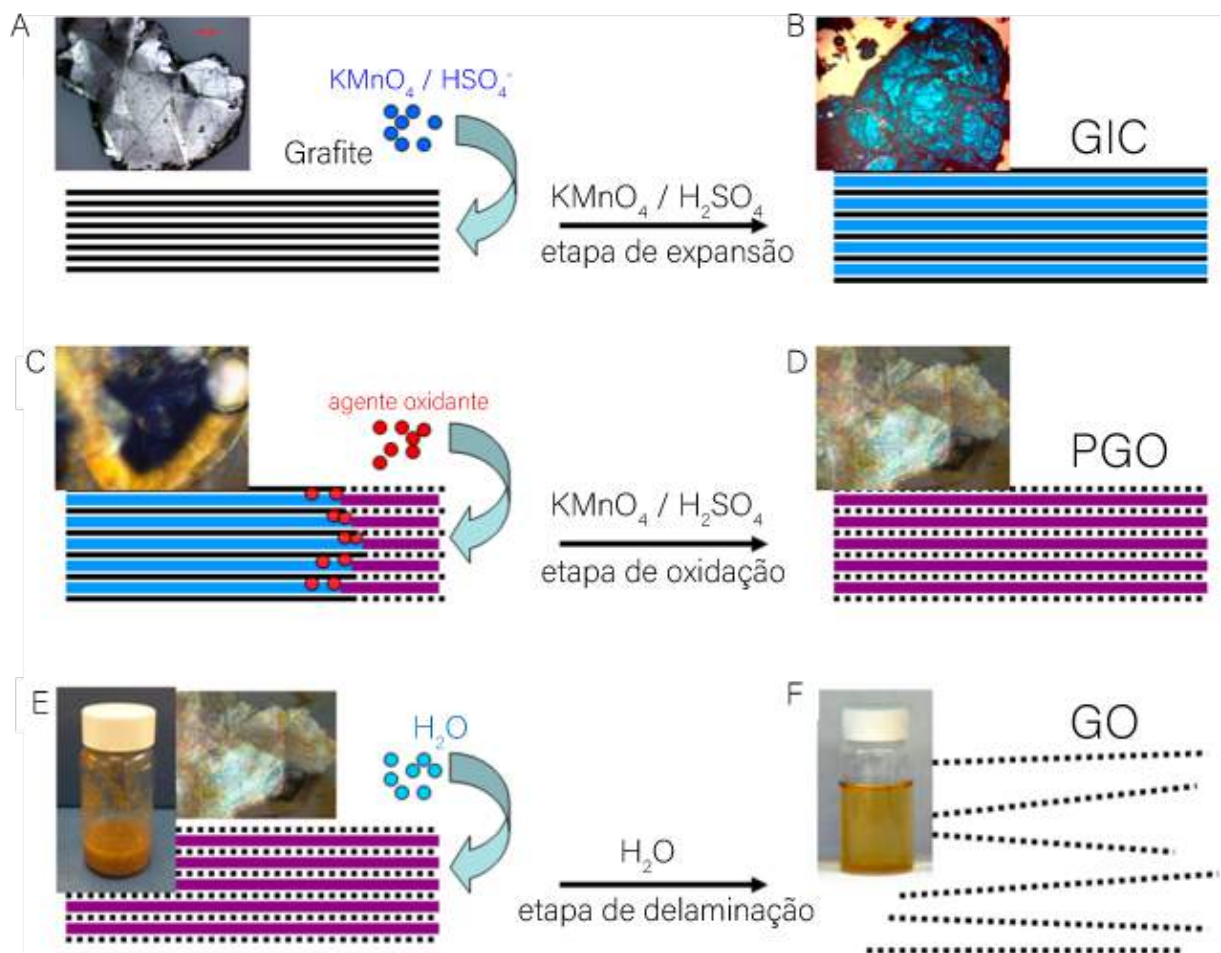 A
KMnO₄ / HSO₄⁻
Grafite
KMnO₄ / H₂SO₄
etapa de expansão
B
GIC
C
agente oxidante
KMnO₄ / H₂SO₄
etapa de oxidação
D
PGO
E
H₂O
H₂O
etapa de delaminação
F
GO